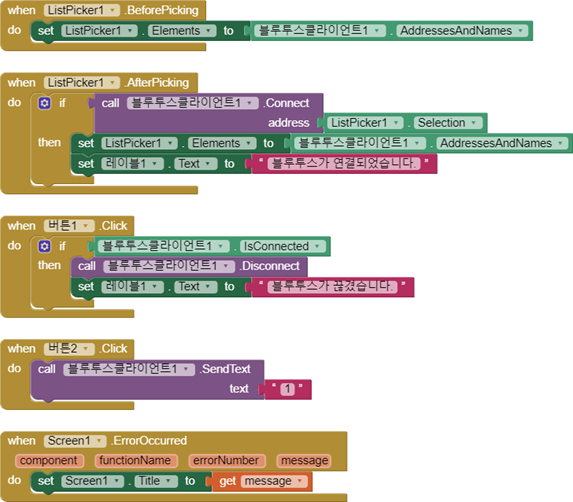 when ListPicker1 .BeforePicking
do set ListPicker1 . Elements to 블루투스클라이언트1 . AddressesAndNames
when ListPicker1 .AfterPicking
do if call 블루투스클라이언트1 .Connect
address ListPicker1 . Selection
then set ListPicker1 . Elements to 블루투스클라이언트1 . AddressesAndNames
set 레이블1 . Text to " 블루투스가 연결되었습니다. "
when 버튼1 .Click
do if 블루투스클라이언트1 . IsConnected
then call 블루투스클라이언트1 .Disconnect
set 레이블1 . Text to " 블루투스가 끊겼습니다. "
when 버튼2 .Click
do call 블루투스클라이언트1 .SendText
text " 1 "
when Screen1 .ErrorOccurred
component functionName errorNumber message
do set Screen1 . Title to get message